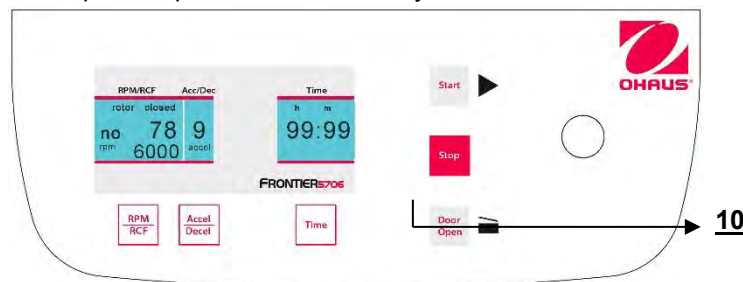 RPM/RCF Acc/Dec
rotor closed
no 78 9
rpm 6000 accel
Time
h m
99:99
FRONTIER5706
RPM
RCF
Accel
Decel
Time
Start
Stop
Door
Open
OHAUS
10